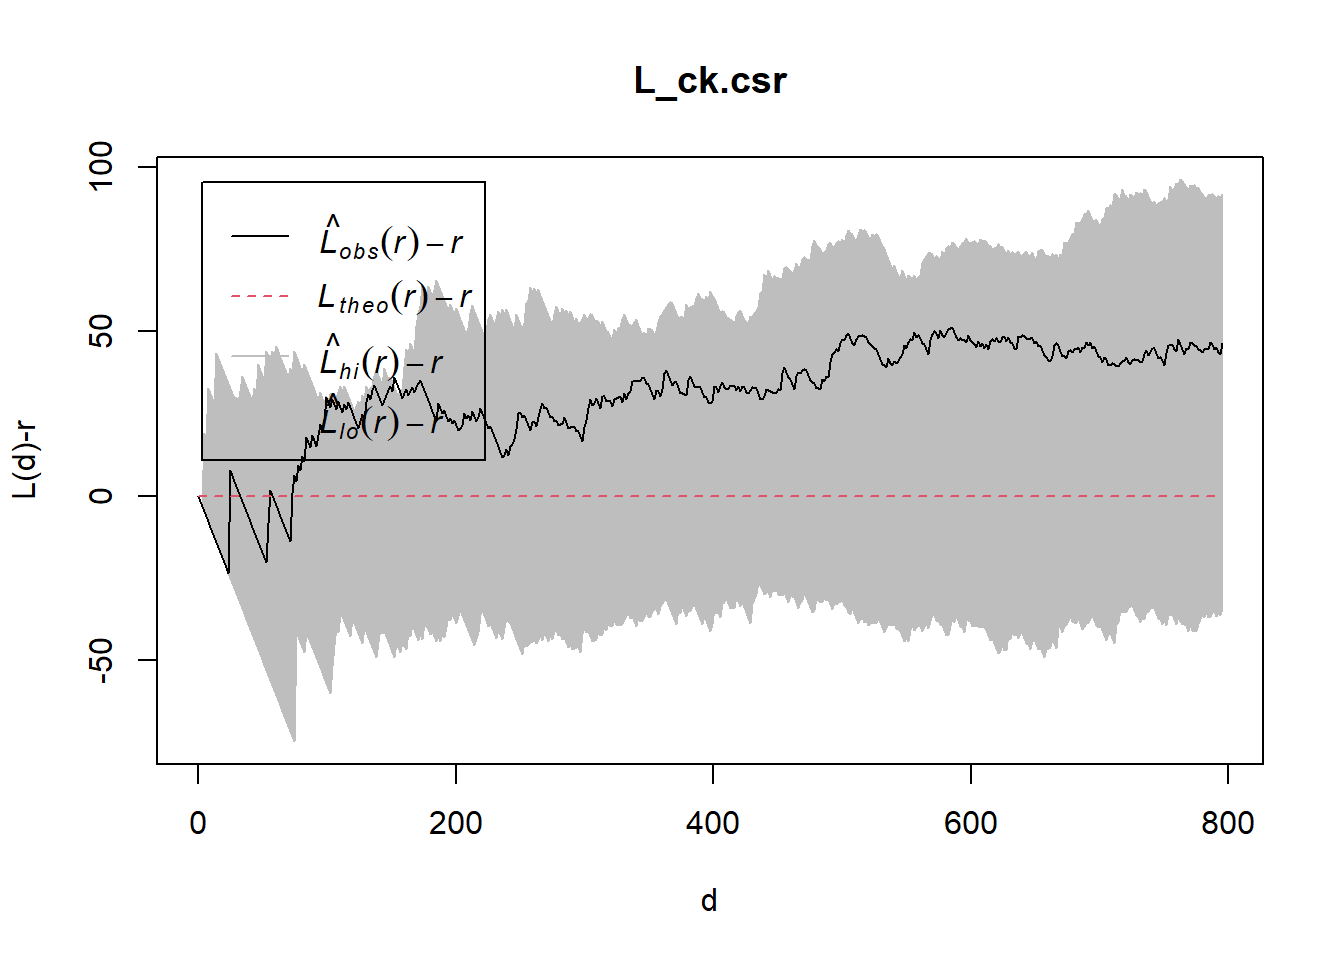 L_ck.csr
L(d)-r
100
50
0
-50
L̂obs(r) − r
Ltheo(r) − r
L̂hi(r) − r
L̂lo(r) − r
0 200 400 600 800
d